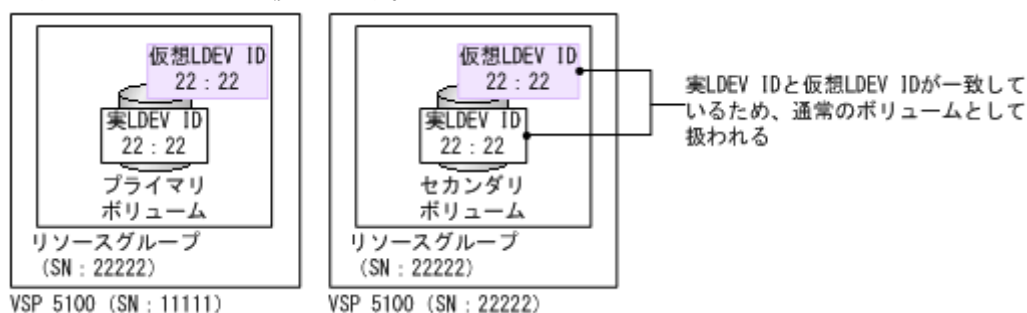 仮想LDEV ID
22：22
実LDEV ID
22：22
プライマリ
ボリューム
リソースグループ
（SN：22222）
VSP 5100（SN：11111）
仮想LDEV ID
22：22
実LDEV ID
22：22
セカンダリ
ボリューム
リソースグループ
（SN：22222）
VSP 5100（SN：22222）
実LDEV IDと仮想LDEV IDが一致して
いるため、通常のボリュームとして
扱われる